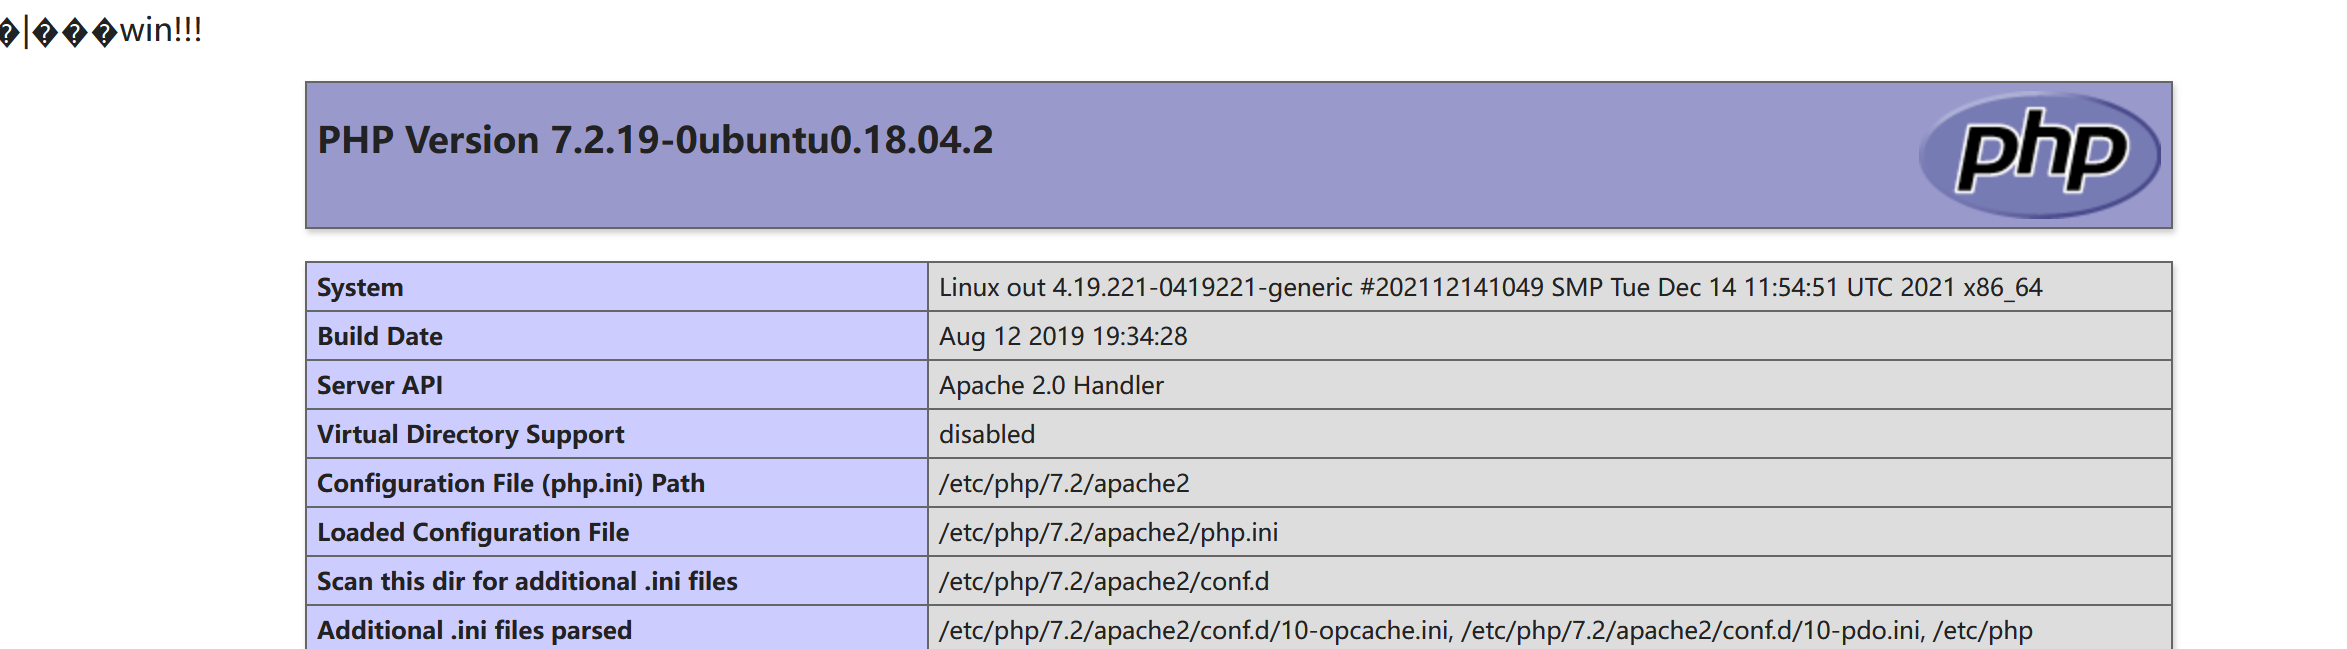 �|���win!!!
PHP Version 7.2.19-0ubuntu0.18.04.2
php
System Linux out 4.19.221-0419221-generic #202112141049 SMP Tue Dec 14 11:54:51 UTC 2021 x86_64
Build Date Aug 12 2019 19:34:28
Server API Apache 2.0 Handler
Virtual Directory Support disabled
Configuration File (php.ini) Path /etc/php/7.2/apache2
Loaded Configuration File /etc/php/7.2/apache2/php.ini
Scan this dir for additional .ini files /etc/php/7.2/apache2/conf.d
Additional .ini files parsed /etc/php/7.2/apache2/conf.d/10-opcache.ini, /etc/php/7.2/apache2/conf.d/10-pdo.ini, /etc/php